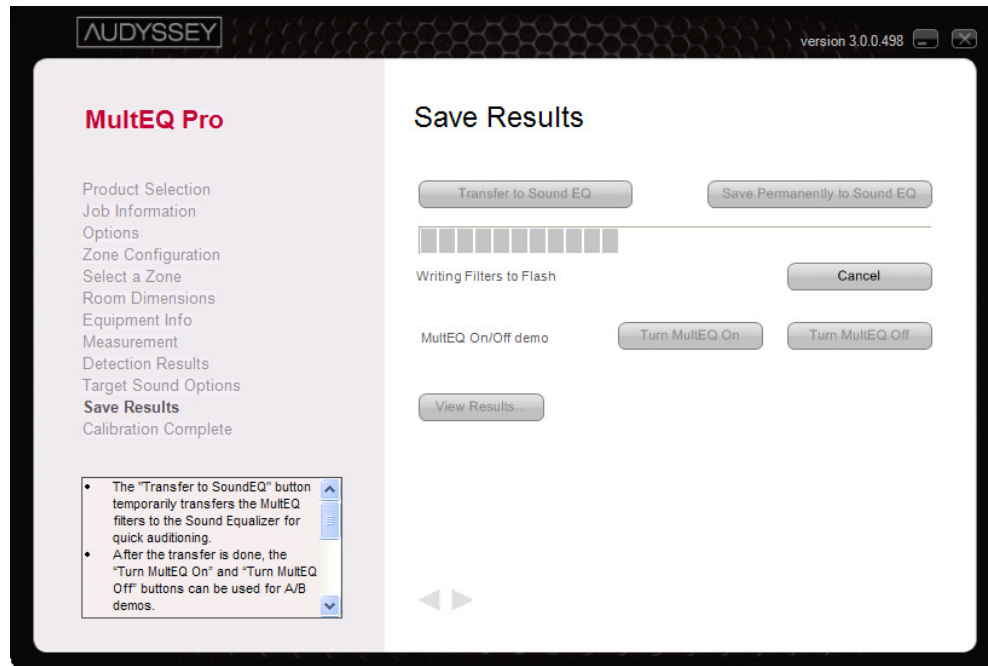 AUDYSSEY
version 3.0.0.498
MultEQ Pro
Product Selection
Job Information
Options
Zone Configuration
Select a Zone
Room Dimensions
Equipment Info
Measurement
Detection Results
Target Sound Options
Save Results
Calibration Complete
• The "Transfer to SoundEQ" button
temporarily transfers the MultEQ
filters to the Sound Equalizer for
quick auditioning.
• After the transfer is done, the
"Turn MultEQ On" and "Turn MultEQ
Off" buttons can be used for A/B
demos.
Save Results
Transfer to Sound EQ
Save Permanently to Sound EQ
Writing Filters to Flash
Cancel
MultEQ On/Off demo
Turn MultEQ On
Turn MultEQ Off
View Results...